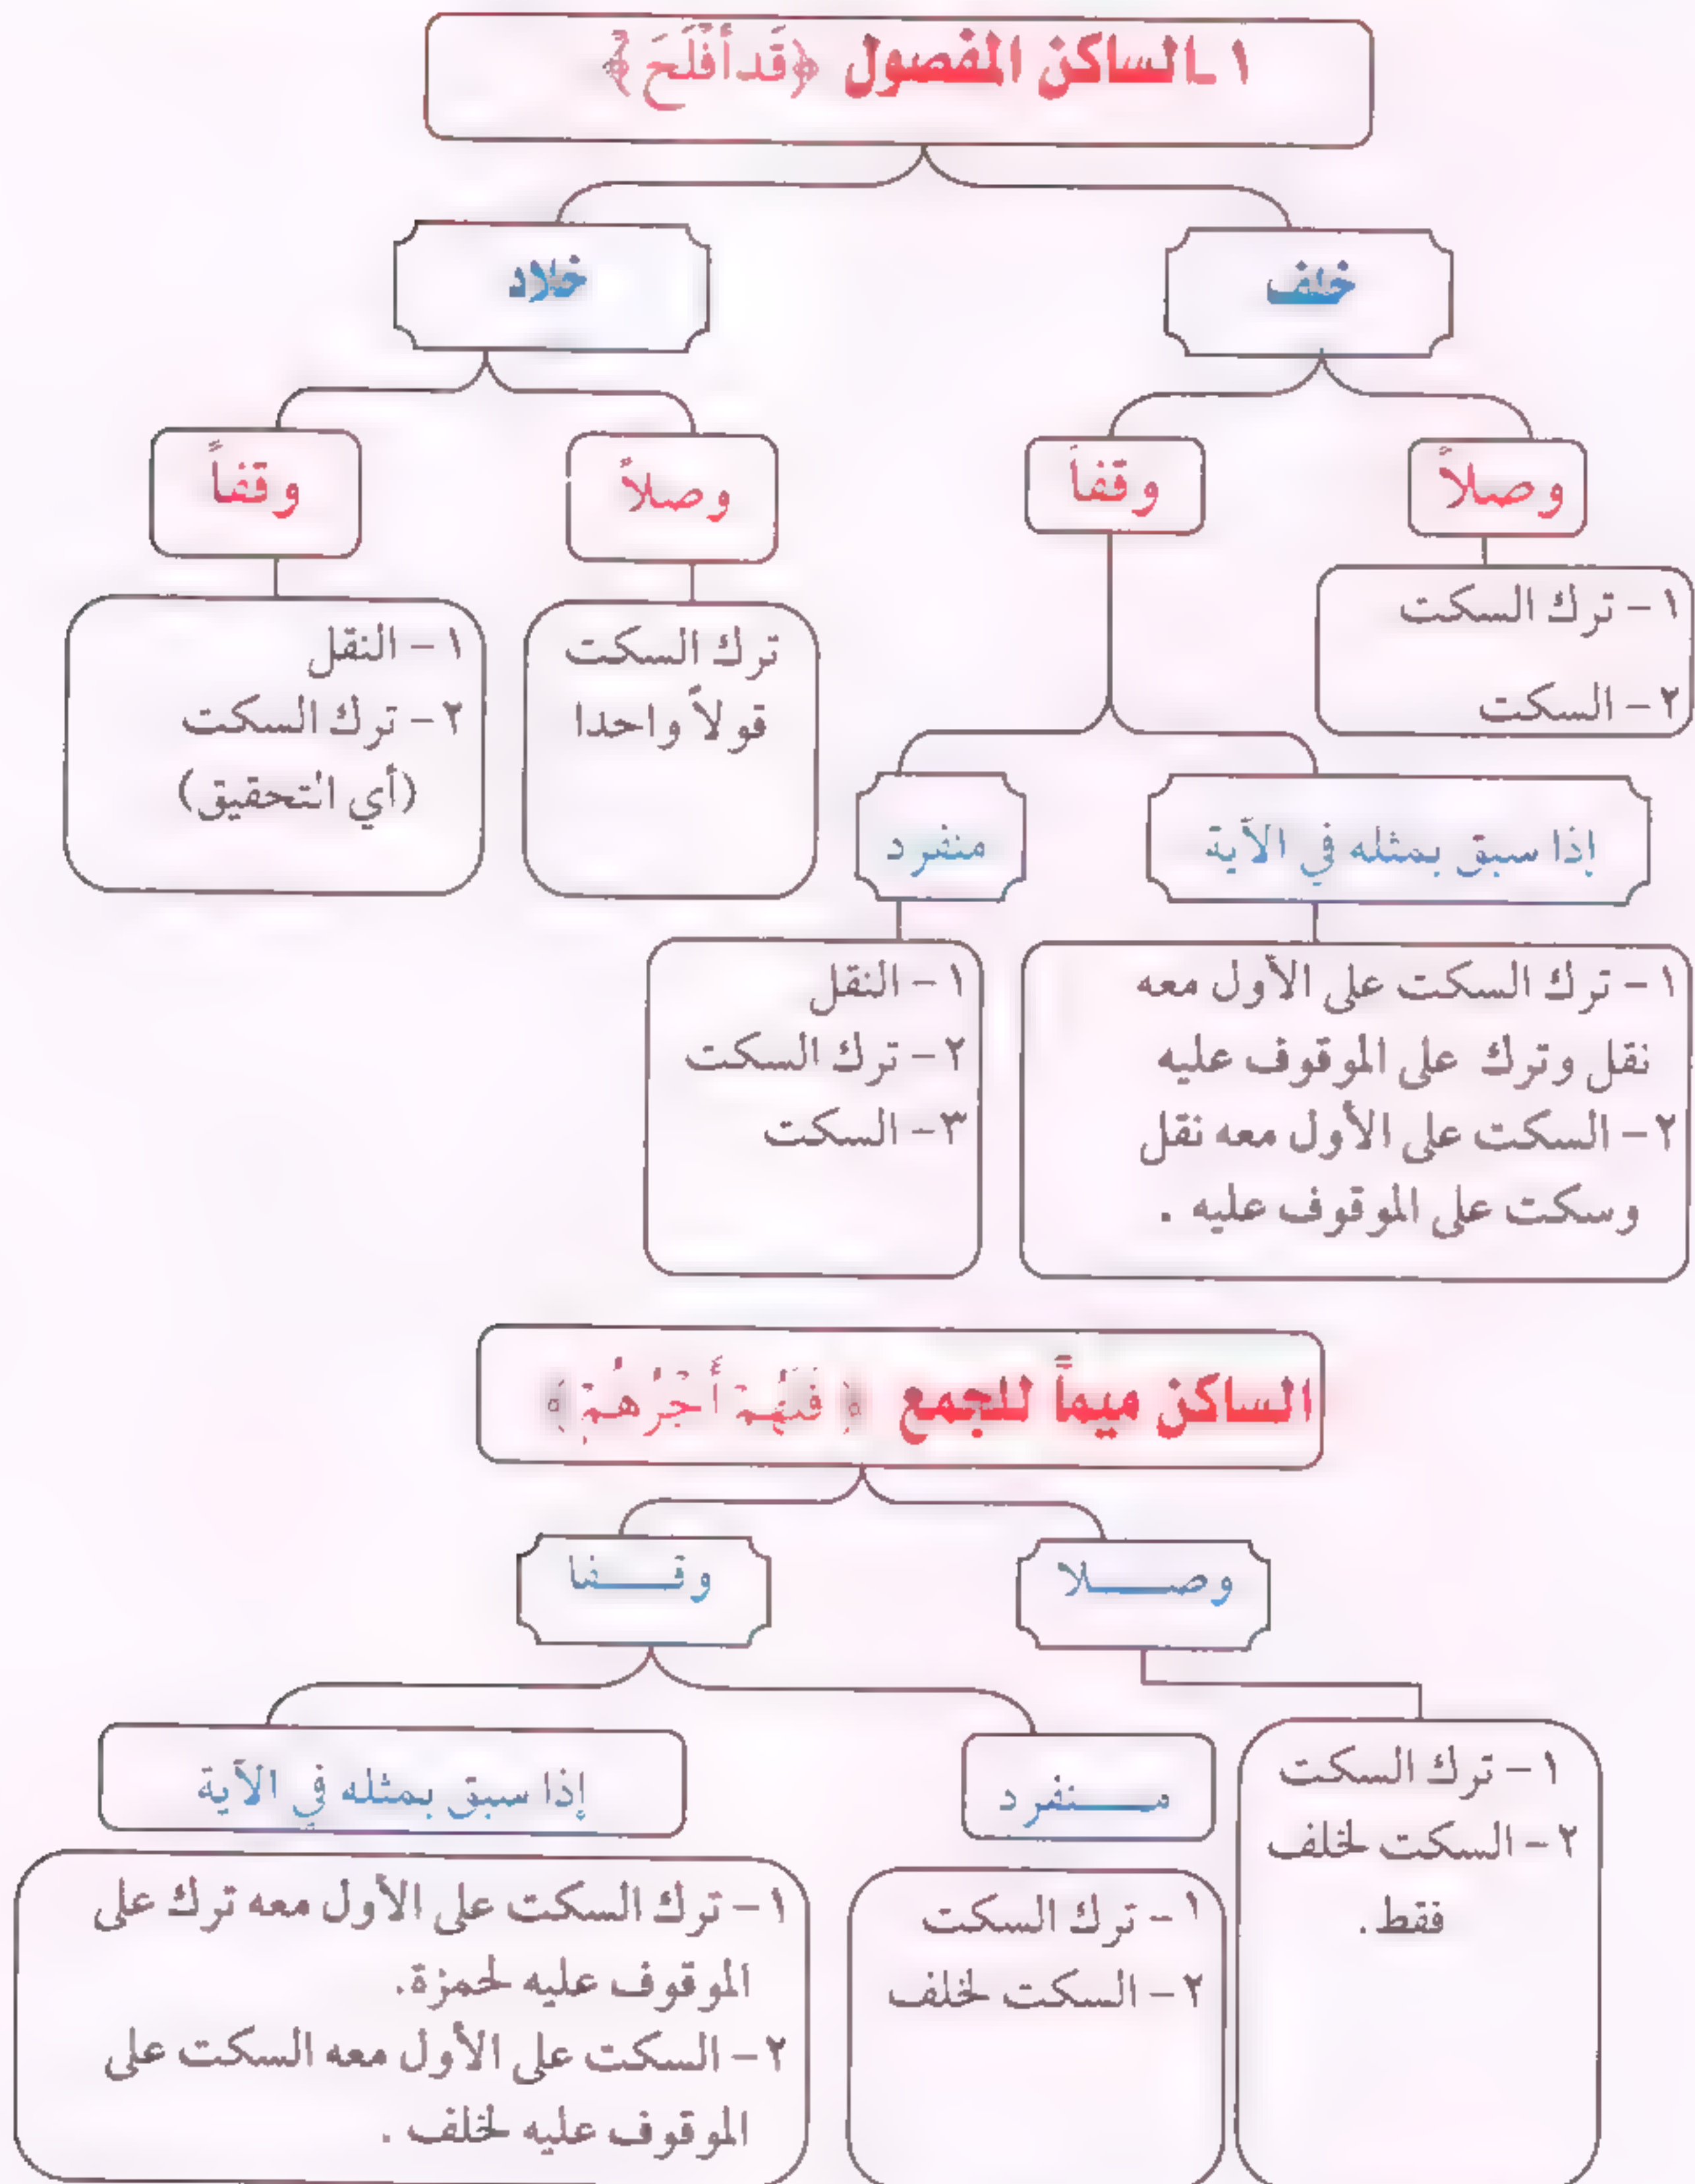 ١ ـ الساكن المفصول ﴿قَد أَفْلَحَ﴾
خلف
خلاد
وصلاً
وقفاً
وصلاً
وقفاً
١ - ترك السكت
٢ - السكت
ترك السكت
قولاً واحدا
١ - النقل
٢ - ترك السكت
(أي التحقيق)
إذا سبق بمثله في الآية
منفرد
١ - ترك السكت على الأول معه
نقل وترك على الموقوف عليه
٢ - السكت على الأول معه نقل
وسكت على الموقوف عليه .
١ - النقل
٢ - ترك السكت
٣ - السكت
الساكن ميماً للجمع ﴿ فَلَهُمْ أَجْرُهُمْ ﴾
وصـــلا
وقـــفا
منـــفرد
إذا سبق بمثله في الآية
١ - ترك السكت
٢ - السكت لخلف
فقط .
١ - ترك السكت
٢ - السكت لخلف
١ - ترك السكت على الأول معه ترك على
الموقوف عليه لحمزة.
٢ - السكت على الأول معه السكت على
الموقوف عليه لخلف .